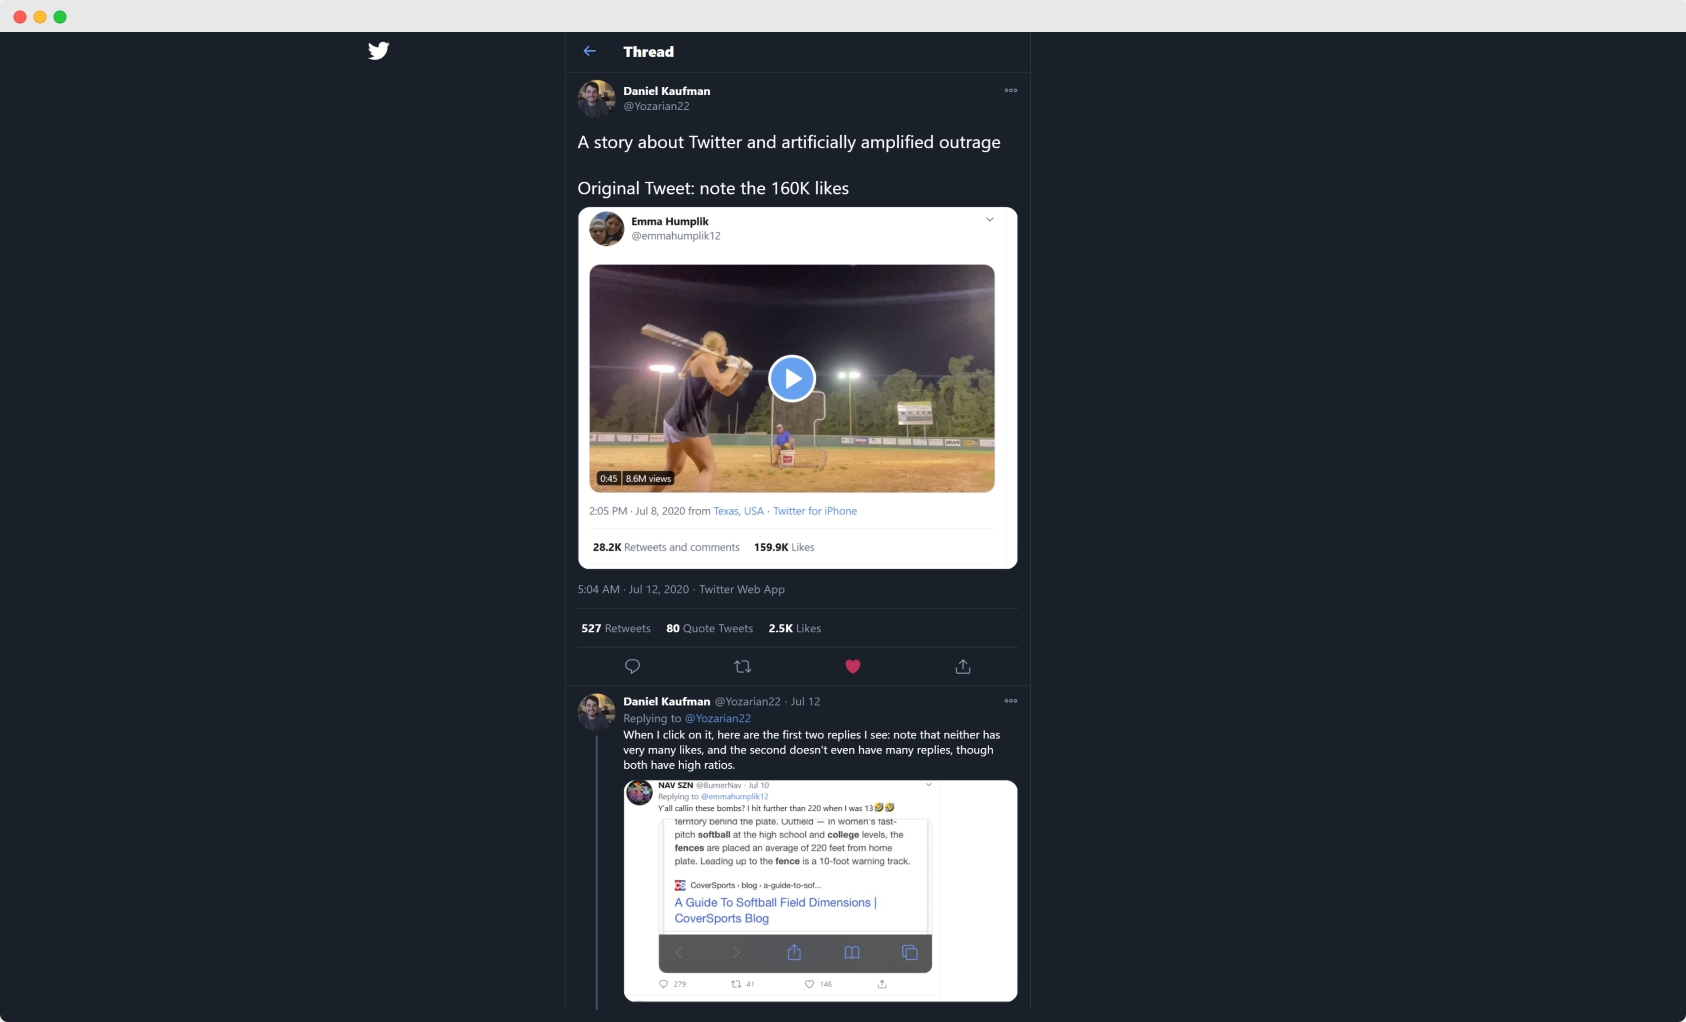 Thread
Daniel Kaufman
@Yozarian22
A story about Twitter and artificially amplified outrage
Original Tweet: note the 160K likes
Emma Humplik
@emmahumplik12
0:45 8.6M views
2:05 PM · Jul 8, 2020 from Texas, USA · Twitter for iPhone
28.2K Retweets and comments 159.9K Likes
5:04 AM · Jul 12, 2020 · Twitter Web App
527 Retweets 80 Quote Tweets 2.5K Likes
Daniel Kaufman @Yozarian22 · Jul 12
Replying to @Yozarian22
When I click on it, here are the first two replies I see: note that neither has
very many likes, and the second doesn't even have many replies, though
both have high ratios.
NAV SZN @BurnerNav · Jul 10
Replying to @emmahumplik12
Y'all callin these bombs? I hit further than 220 when I was 13🤣🤣
territory behind the plate. Outfield — In women's fast-
pitch softball at the high school and college levels, the
fences are placed an average of 220 feet from home
plate. Leading up to the fence is a 10-foot warning track.
CoverSports › blog › a-guide-to-sof...
A Guide To Softball Field Dimensions |
CoverSports Blog
279 41 146